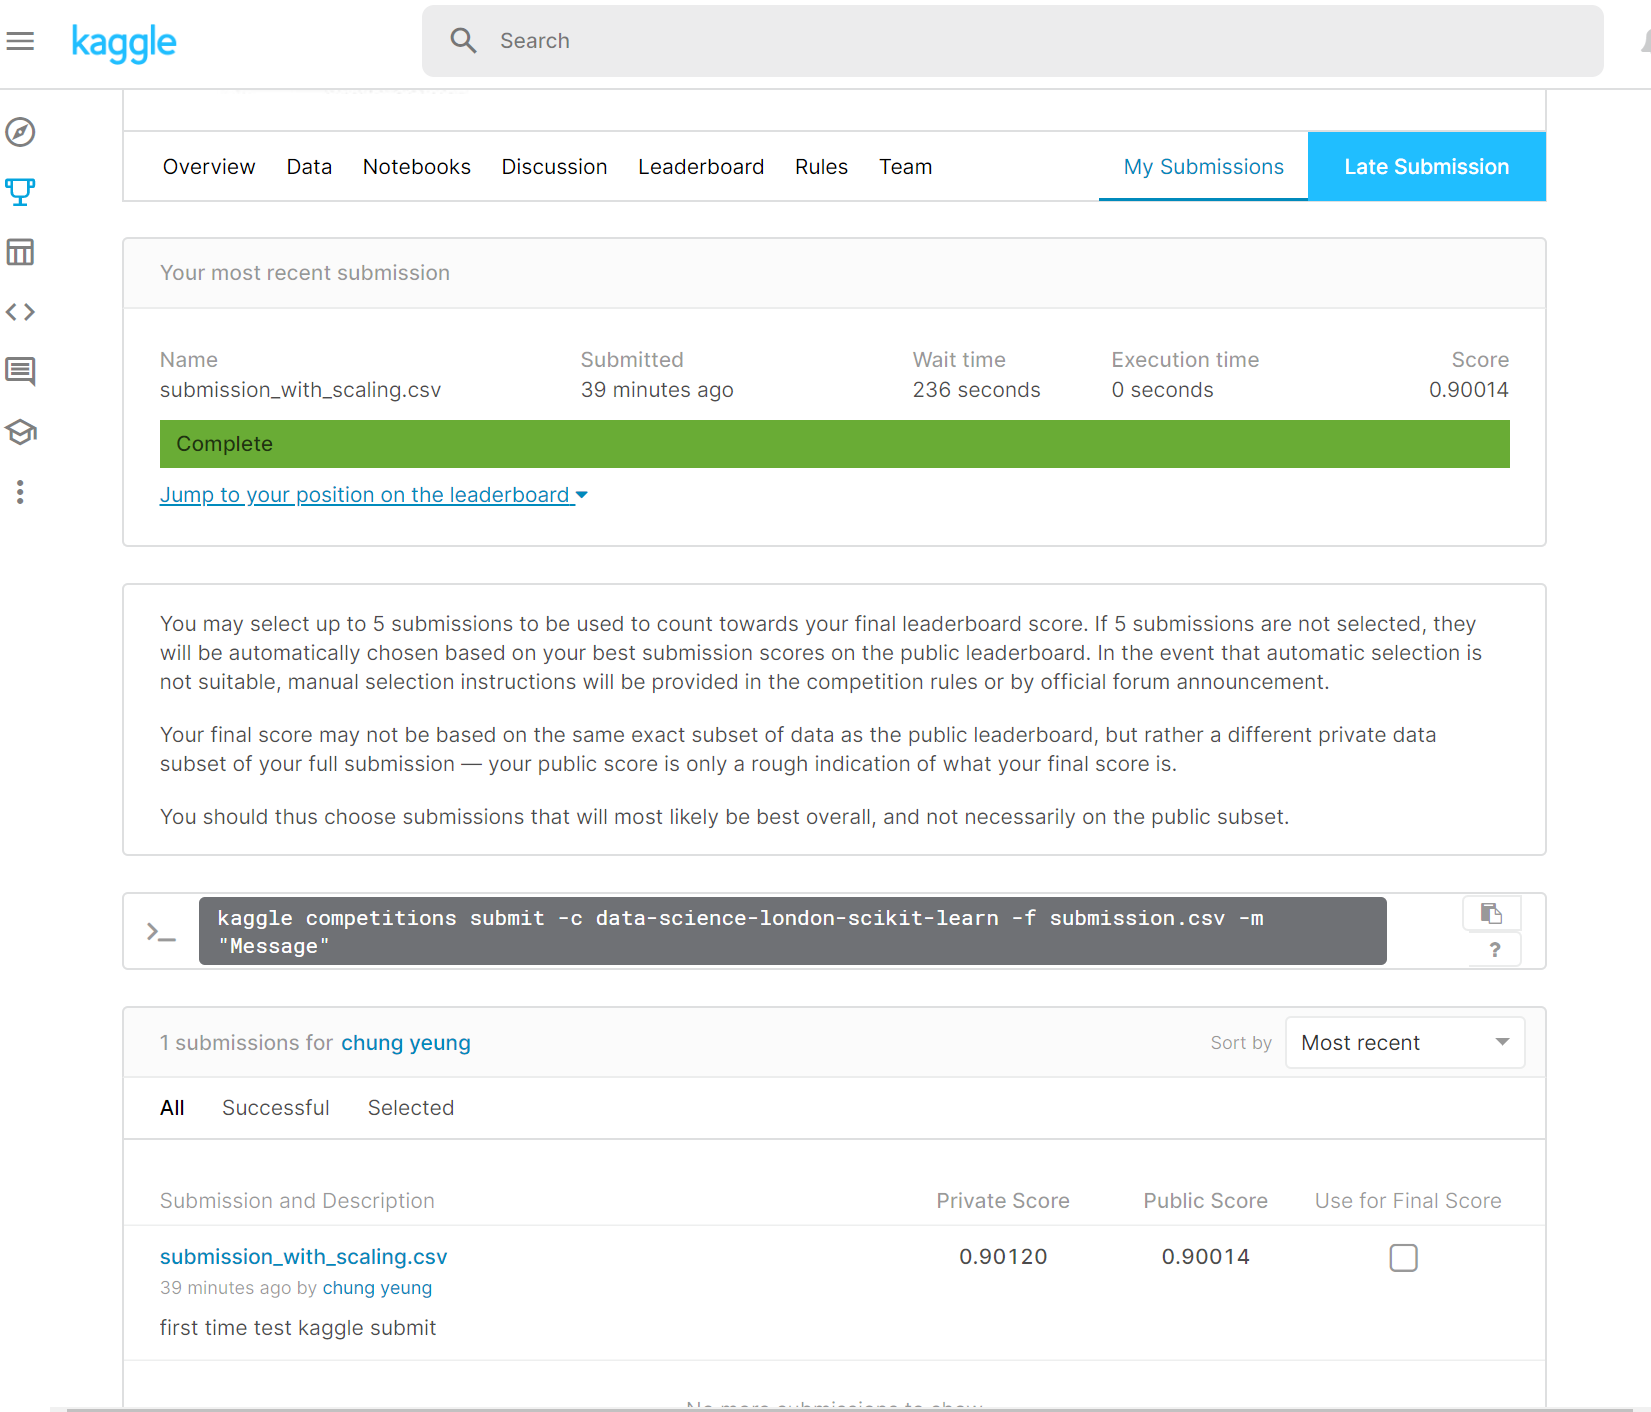 kaggle
Search
Overview Data Notebooks Discussion Leaderboard Rules Team My Submissions Late Submission
Your most recent submission
Name Submitted Wait time Execution time Score
submission_with_scaling.csv 39 minutes ago 236 seconds 0 seconds 0.90014
Complete
Jump to your position on the leaderboard
You may select up to 5 submissions to be used to count towards your final leaderboard score. If 5 submissions are not selected, they
will be automatically chosen based on your best submission scores on the public leaderboard. In the event that automatic selection is
not suitable, manual selection instructions will be provided in the competition rules or by official forum announcement.
Your final score may not be based on the same exact subset of data as the public leaderboard, but rather a different private data
subset of your full submission — your public score is only a rough indication of what your final score is.
You should thus choose submissions that will most likely be best overall, and not necessarily on the public subset.
>_ kaggle competitions submit -c data-science-london-scikit-learn -f submission.csv -m
"Message"
?
1 submissions for chung yeung Sort by Most recent
All Successful Selected
Submission and Description Private Score Public Score Use for Final Score
submission_with_scaling.csv 0.90120 0.90014
39 minutes ago by chung yeung
first time test kaggle submit
No more submissions to show